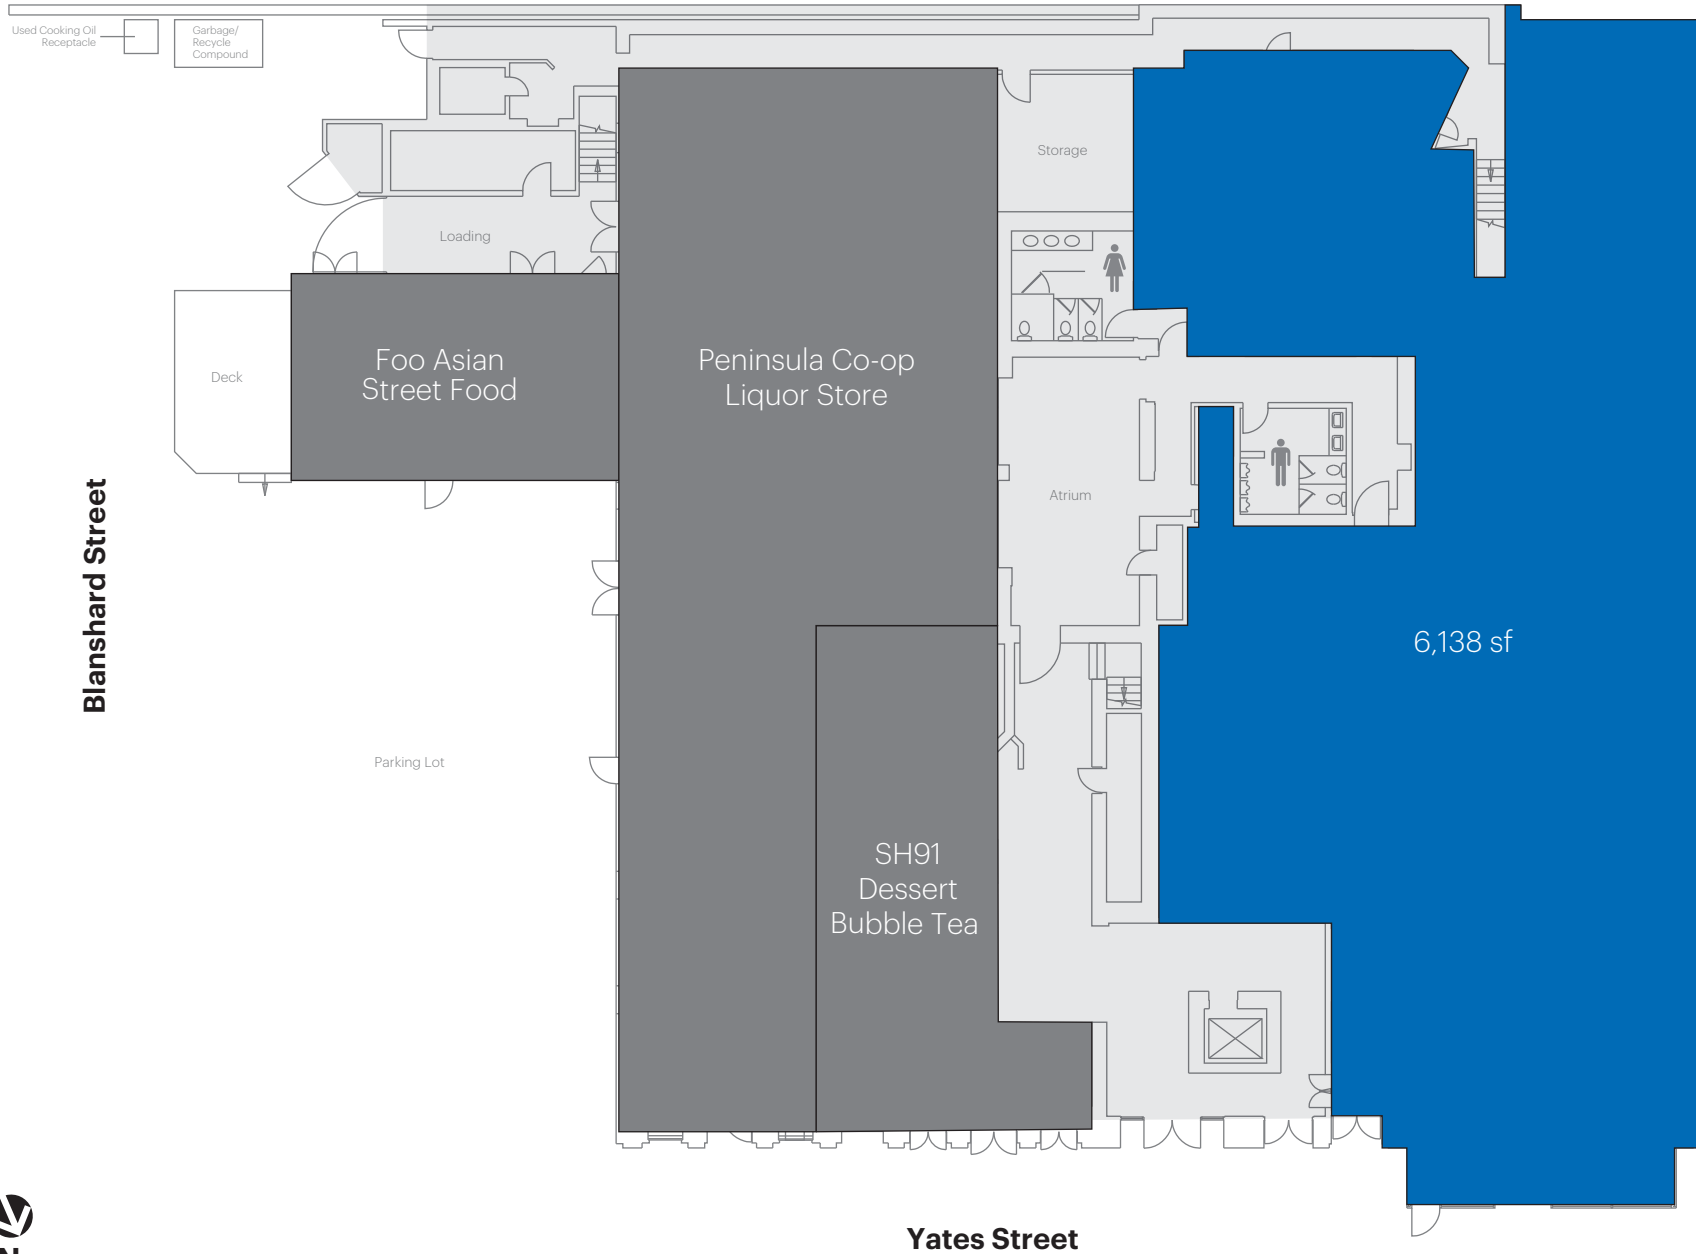 Used Cooking Oil
Receptacle
Garbage/
Recycle
Compound
Storage
Loading
Deck
Foo Asian
Street Food
Peninsula Co-op
Liquor Store
Atrium
Blanshard Street
6,138 sf
Parking Lot
SH91
Dessert
Bubble Tea
Yates Street
N